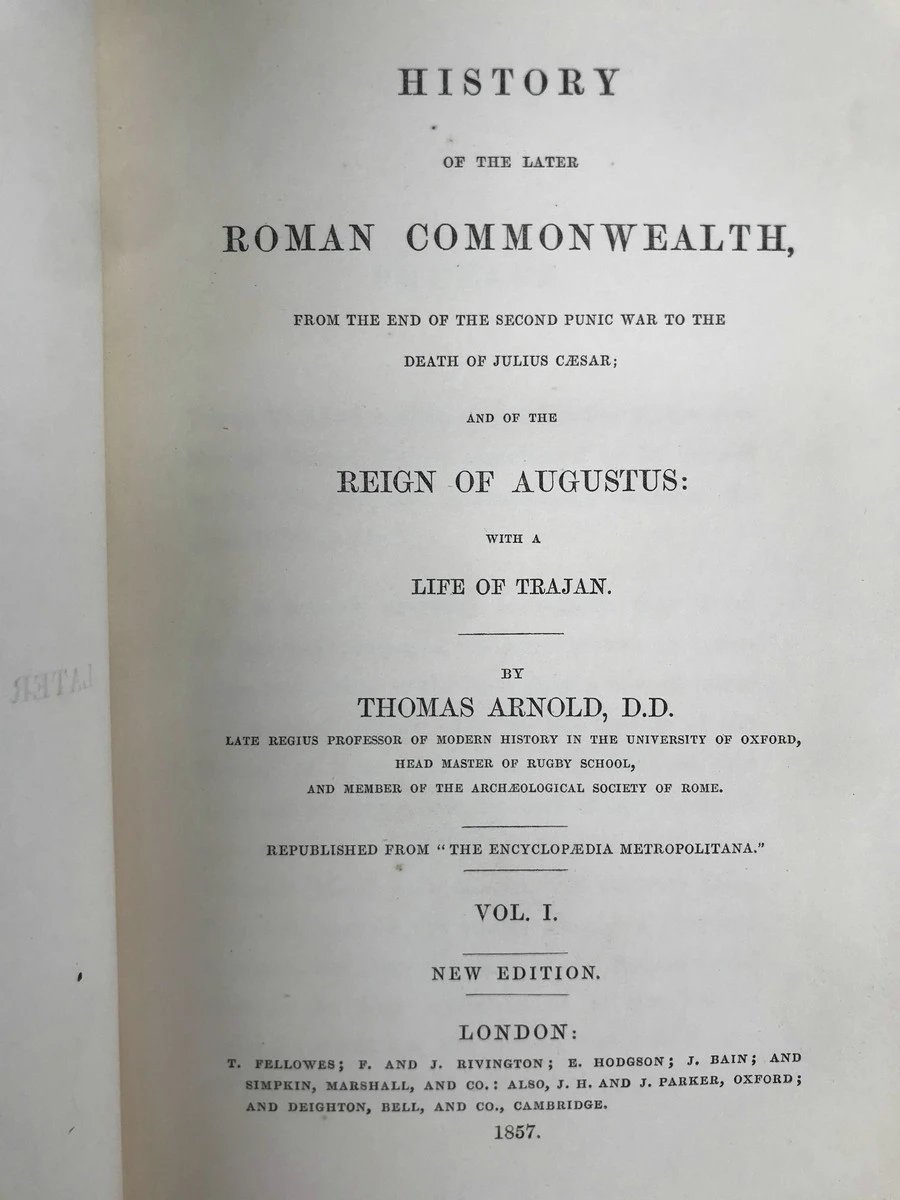 HISTORY
OF THE LATER
ROMAN COMMONWEALTH,
FROM THE END OF THE SECOND PUNIC WAR TO THE
DEATH OF JULIUS CÆSAR;
AND OF THE
REIGN OF AUGUSTUS:
WITH A
LIFE OF TRAJAN.
BY
THOMAS ARNOLD, D.D.
LATE REGIUS PROFESSOR OF MODERN HISTORY IN THE UNIVERSITY OF OXFORD,
HEAD MASTER OF RUGBY SCHOOL,
AND MEMBER OF THE ARCHÆOLOGICAL SOCIETY OF ROME.
REPUBLISHED FROM “THE ENCYCLOPÆDIA METROPOLITANA.”
VOL. I.
NEW EDITION.
LONDON:
T. FELLOWES; F. AND J. RIVINGTON; E. HODGSON; J. BAIN; AND
SIMPKIN, MARSHALL, AND CO.: ALSO, J. H. AND J. PARKER, OXFORD;
AND DEIGHTON, BELL, AND CO., CAMBRIDGE.
1857.
LATER